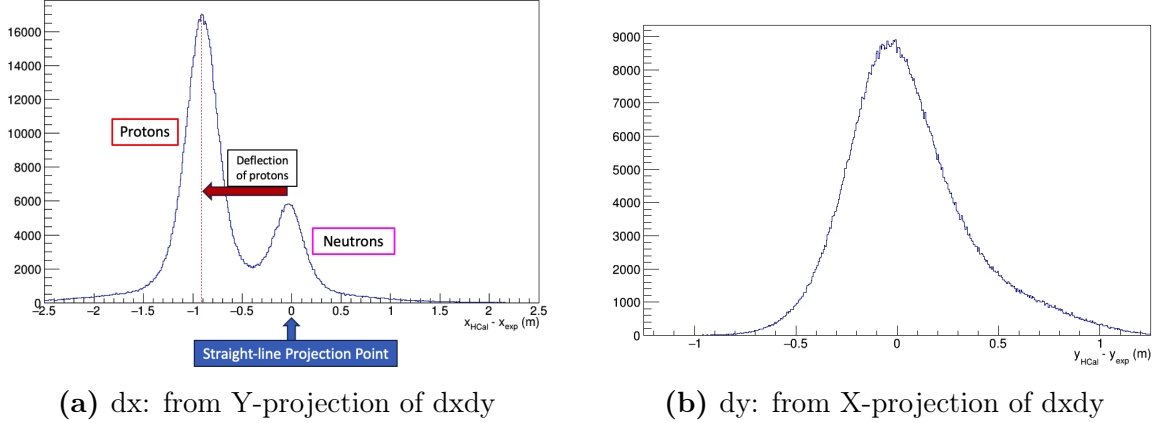 16000
14000
12000
10000
8000
6000
4000
2000
0
Protons
Deflection
of protons
Neutrons
−2.5 −2 −1.5 −1 −0.5 0 0.5 1 1.5 2 2.5
x_HCal - x_exp (m)
Straight-line Projection Point
(a) dx: from Y-projection of dxdy
9000
8000
7000
6000
5000
4000
3000
2000
1000
0
−1 −0.5 0 0.5 1
y_HCal - y_exp (m)
(b) dy: from X-projection of dxdy